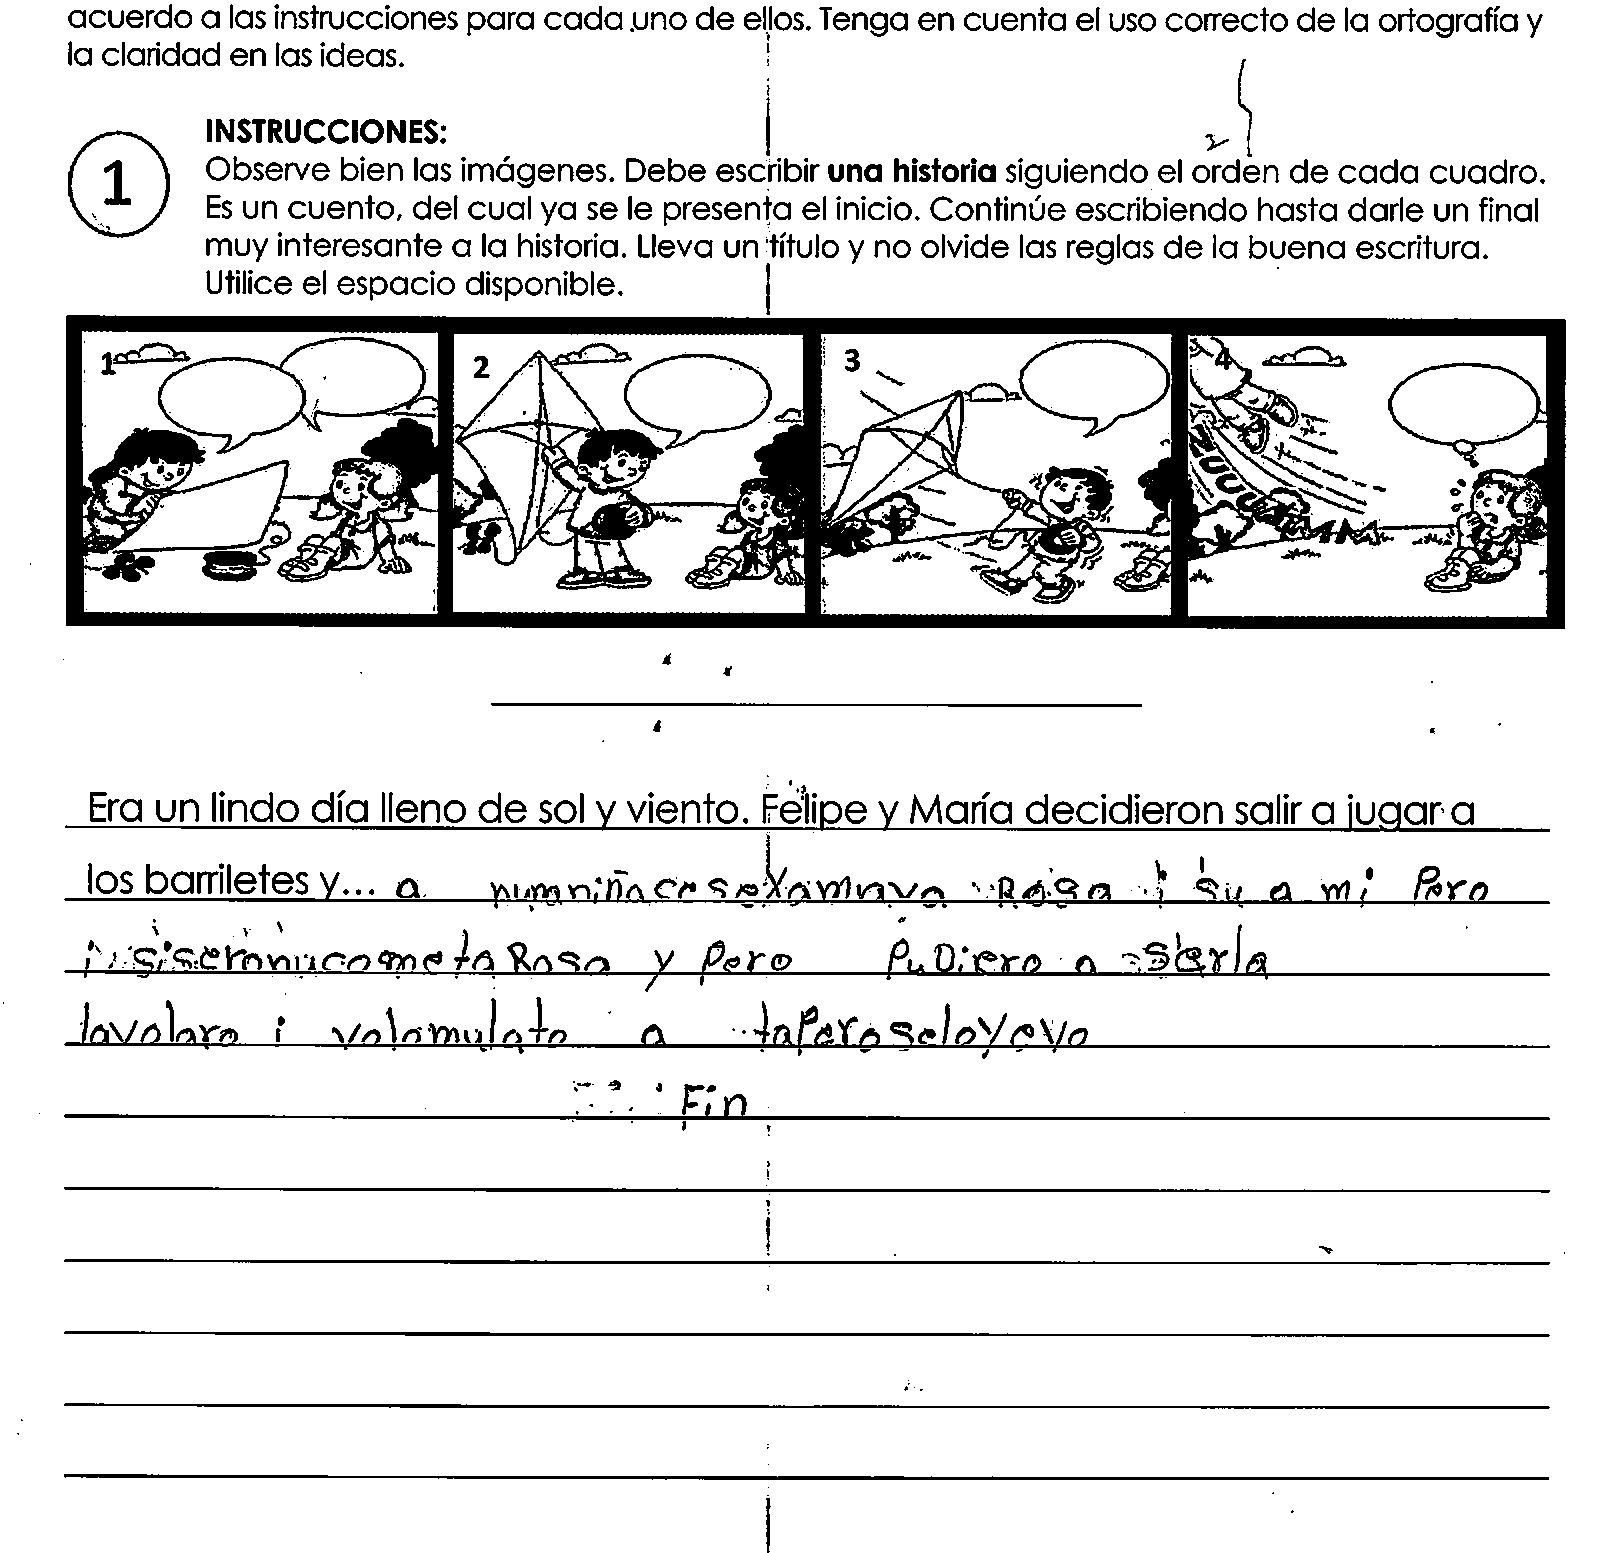 acuerdo a las instrucciones para cada uno de ellos. Tenga en cuenta el uso correcto de la ortografía y
la claridad en las ideas.
INSTRUCCIONES:
1
Observe bien las imágenes. Debe escribir una historia siguiendo el orden de cada cuadro.
Es un cuento, del cual ya se le presenta el inicio. Continúe escribiendo hasta darle un final
muy interesante a la historia. Lleva un título y no olvide las reglas de la buena escritura.
Utilice el espacio disponible.
1 2 3 4
Era un lindo día lleno de sol y viento. Felipe y María decidieron salir a jugar a
los barriletes y... a Rosa i su a mi Pero
Rosa y pero PuDiero a serla
lavolaro i volomulato a taperoseloyevo
Fin